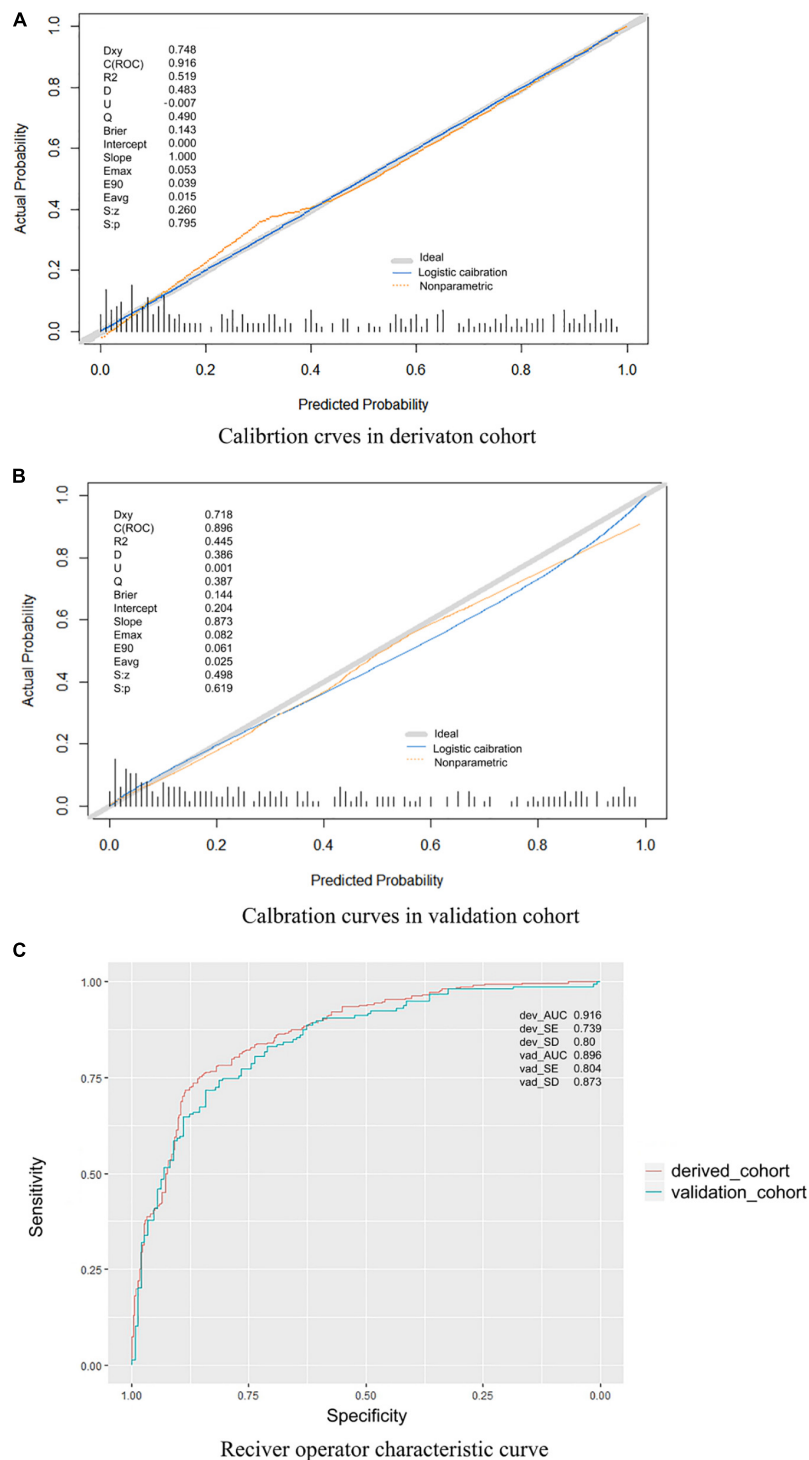 A
Dxy 0.748
C(ROC) 0.916
R2 0.519
D 0.483
U -0.007
Q 0.490
Brier 0.143
Intercept 0.000
Slope 1.000
Emax 0.053
E90 0.039
Eavg 0.015
S:z 0.260
S:p 0.795
Actual Probability
0.0 0.2 0.4 0.6 0.8 1.0
Ideal
Logistic caibration
Nonparametric
0.0 0.2 0.4 0.6 0.8 1.0
Predicted Probability
Calibrtion crves in derivaton cohort
B
Dxy 0.718
C(ROC) 0.896
R2 0.445
D 0.386
U 0.001
Q 0.387
Brier 0.144
Intercept 0.204
Slope 0.873
Emax 0.082
E90 0.061
Eavg 0.025
S:z 0.498
S:p 0.619
Actual Probability
0.0 0.2 0.4 0.6 0.8 1.0
Ideal
Logistic caibration
Nonparametric
0.0 0.2 0.4 0.6 0.8 1.0
Predicted Probability
Calbration curves in validation cohort
C
1.00
0.75
0.50
0.25
0.00
Sensitivity
dev_AUC 0.916
dev_SE 0.739
dev_SD 0.80
vad_AUC 0.896
vad_SE 0.804
vad_SD 0.873
derived_cohort
validation_cohort
1.00 0.75 0.50 0.25 0.00
Specificity
Reciver operator characteristic curve